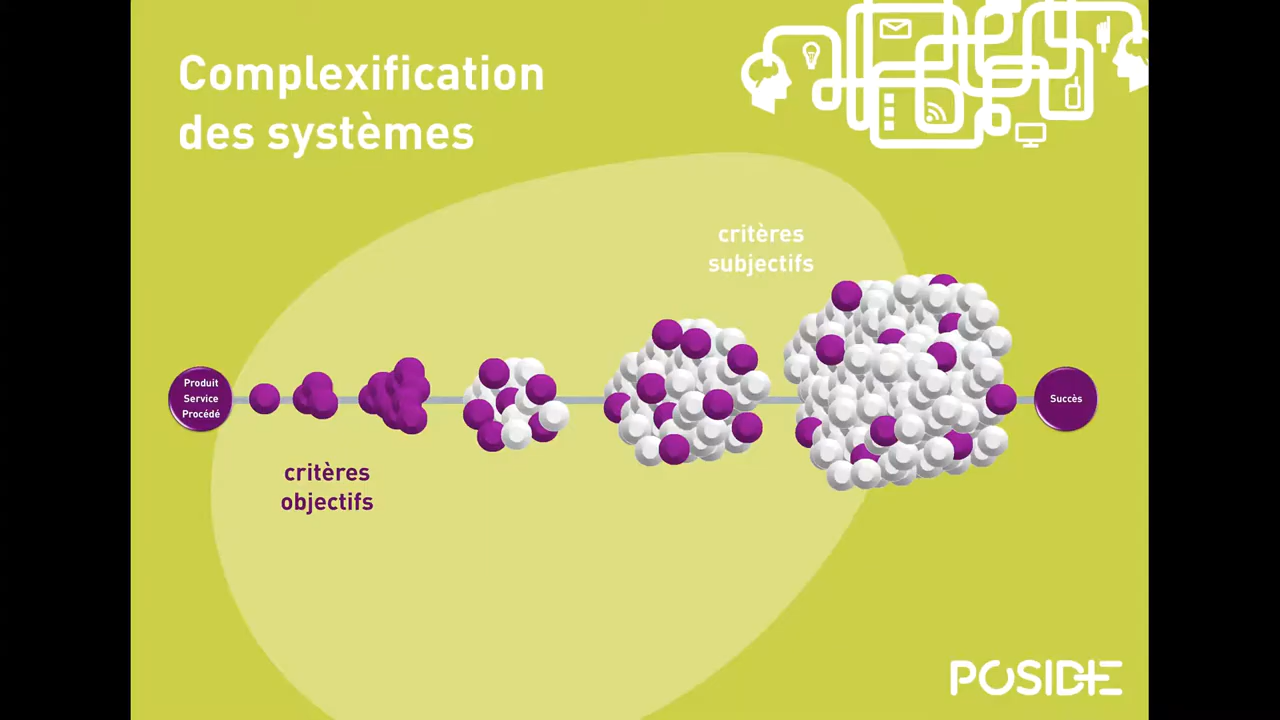 Complexification
des systèmes
critères
subjectifs
Produit
Service
Procédé
Succès
critères
objectifs
POSIDE